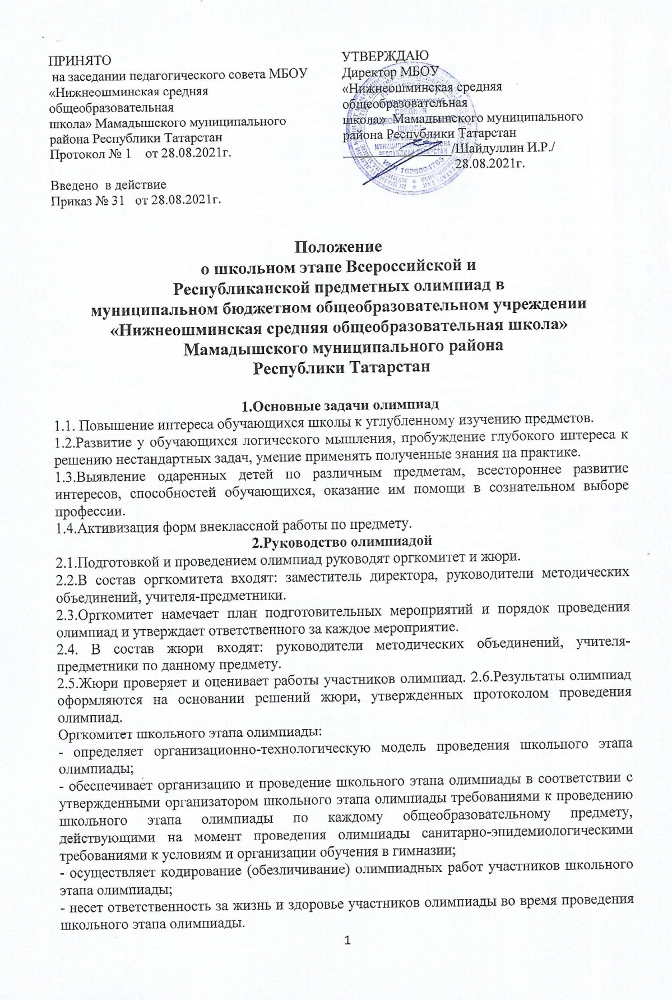 ПРИНЯТО
на заседании педагогического совета МБОУ
«Нижнеошминская средняя
общеобразовательная
школа» Мамадышского муниципального
района Республики Татарстан
Протокол № 1 от 28.08.2021г.
Введено в действие
Приказ № 31 от 28.08.2021г.
УТВЕРЖДАЮ
Директор МБОУ
«Нижнеошминская средняя
общеобразовательная
школа» Мамадышского муниципального
района Республики Татарстан
/Шайдуллин И.Р./
28.08.2021г.
СРЕДНЯЯ
ШКОЛА
МУНИЦИПАЛЬНОГО РАЙОНА
РЕСПУБЛИКИ ТАТАРСТАН
ИНН 1626004765
Положение
о школьном этапе Всероссийской и
Республиканской предметных олимпиад в
муниципальном бюджетном общеобразовательном учреждении
«Нижнеошминская средняя общеобразовательная школа»
Мамадышского муниципального района
Республики Татарстан
1.Основные задачи олимпиад
1.1. Повышение интереса обучающихся школы к углубленному изучению предметов.
1.2.Развитие у обучающихся логического мышления, пробуждение глубокого интереса к
решению нестандартных задач, умение применять полученные знания на практике.
1.3.Выявление одаренных детей по различным предметам, всестороннее развитие
интересов, способностей обучающихся, оказание им помощи в сознательном выборе
профессии.
1.4.Активизация форм внеклассной работы по предмету.
2.Руководство олимпиадой
2.1.Подготовкой и проведением олимпиад руководят оргкомитет и жюри.
2.2.В состав оргкомитета входят: заместитель директора, руководители методических
объединений, учителя-предметники.
2.3.Оргкомитет намечает план подготовительных мероприятий и порядок проведения
олимпиад и утверждает ответственного за каждое мероприятие.
2.4. В состав жюри входят: руководители методических объединений, учителя-
предметники по данному предмету.
2.5.Жюри проверяет и оценивает работы участников олимпиад. 2.6.Результаты олимпиад
оформляются на основании решений жюри, утвержденных протоколом проведения
олимпиад.
Оргкомитет школьного этапа олимпиады:
- определяет организационно-технологическую модель проведения школьного этапа
олимпиады;
- обеспечивает организацию и проведение школьного этапа олимпиады в соответствии с
утвержденными организатором школьного этапа олимпиады требованиями к проведению
школьного этапа олимпиады по каждому общеобразовательному предмету,
действующими на момент проведения олимпиады санитарно-эпидемиологическими
требованиями к условиям и организации обучения в гимназии;
- осуществляет кодирование (обезличивание) олимпиадных работ участников школьного
этапа олимпиады;
- несет ответственность за жизнь и здоровье участников олимпиады во время проведения
школьного этапа олимпиады.
1